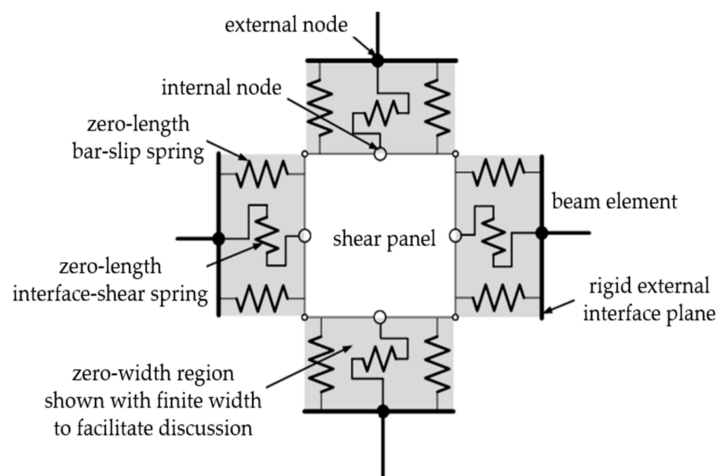 external node
internal node
zero-length
bar-slip spring
beam element
shear panel
zero-length
interface-shear spring
rigid external
interface plane
zero-width region
shown with finite width
to facilitate discussion